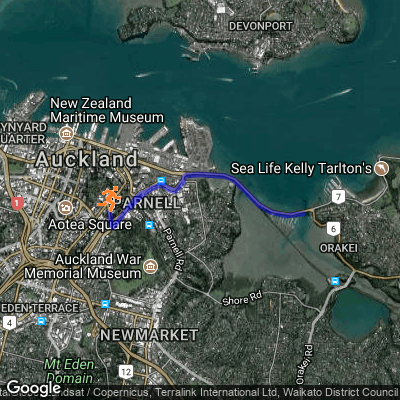 DEVONPORT
New Zealand
Maritime Museum
YNYARD
QUARTER
Auckland
Sea Life Kelly Tarlton's
7
1
ARNELL
Aotea Square
6
ORAKEI
Parnell Rd
Auckland War
Memorial Museum
Shore Rd
EDEN TERRACE
4
NEWMARKET
Orakei Rd
Mt Eden
Domain
12
Google
dsat / Copernicus, Terralink International Ltd, Waikato District Council